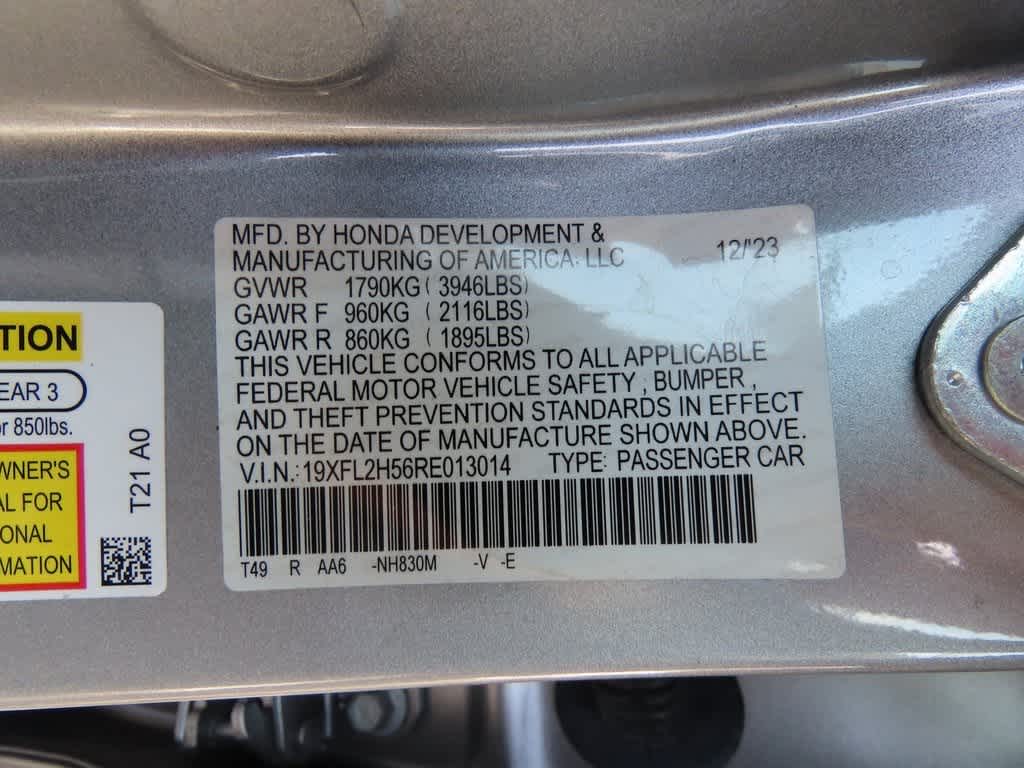 MFD. BY HONDA DEVELOPMENT &
MANUFACTURING OF AMERICA. LLC 12/'23
GVWR 1790KG ( 3946LBS)
GAWR F 960KG ( 2116LBS)
GAWR R 860KG ( 1895LBS)
THIS VEHICLE CONFORMS TO ALL APPLICABLE
FEDERAL MOTOR VEHICLE SAFETY , BUMPER ,
AND THEFT PREVENTION STANDARDS IN EFFECT
ON THE DATE OF MANUFACTURE SHOWN ABOVE.
V.I.N.: 19XFL2H56RE013014 TYPE: PASSENGER CAR
T49 R AA6 -NH830M -V -E
TION
EAR 3
or 850lbs.
WNER'S
AL FOR
ONAL
MATION
T21 A0